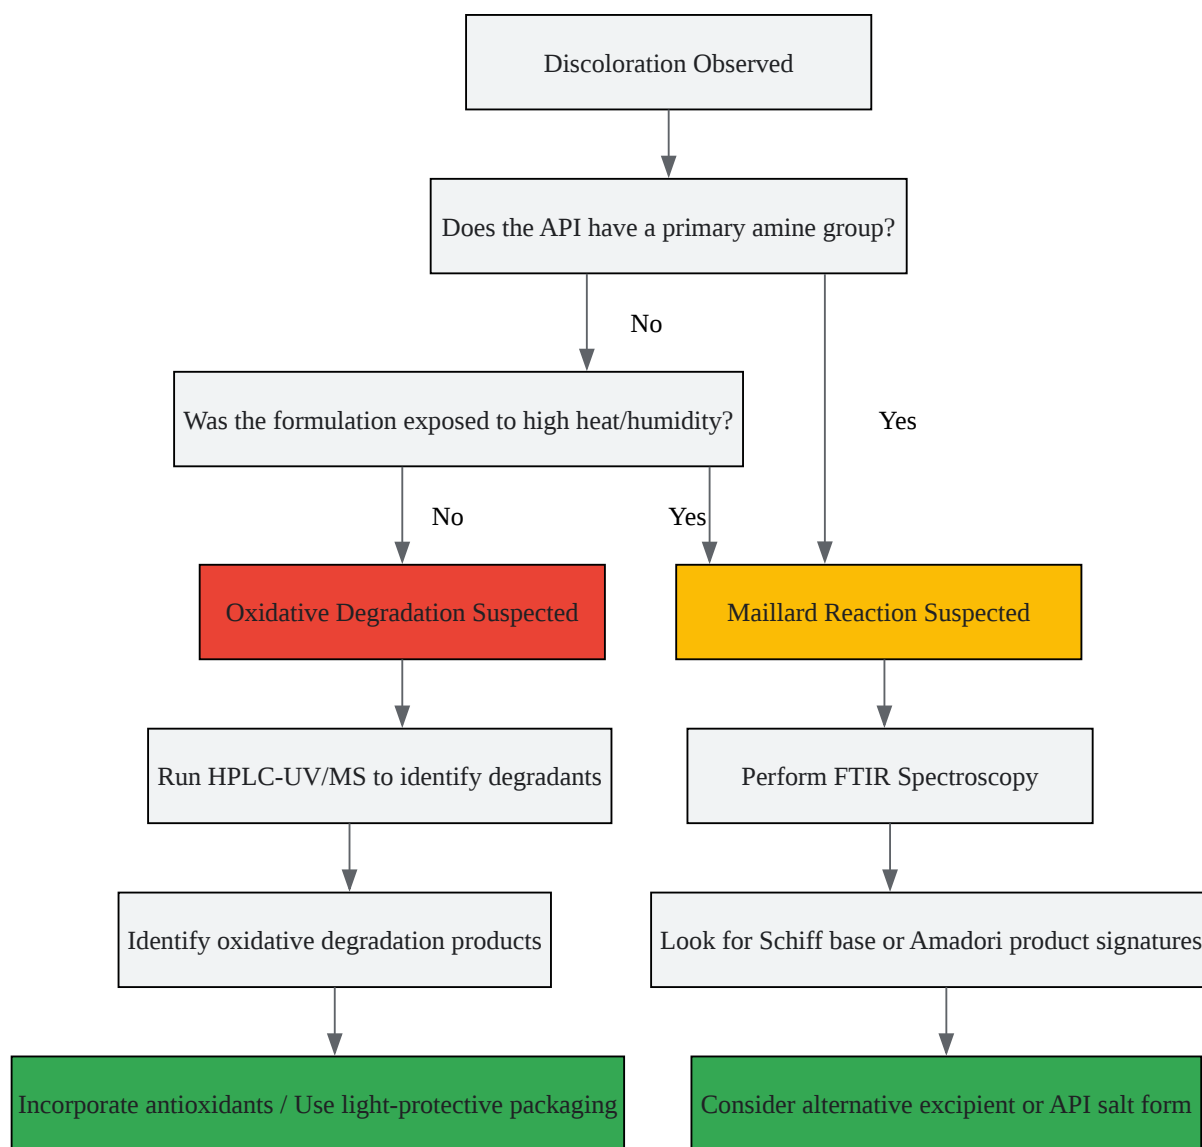 Discoloration Observed
Does the API have a primary amine group?
No
Was the formulation exposed to high heat/humidity?
Yes
No
Yes
Oxidative Degradation Suspected
Maillard Reaction Suspected
Run HPLC-UV/MS to identify degradants
Perform FTIR Spectroscopy
Identify oxidative degradation products
Look for Schiff base or Amadori product signatures
Incorporate antioxidants / Use light-protective packaging
Consider alternative excipient or API salt form